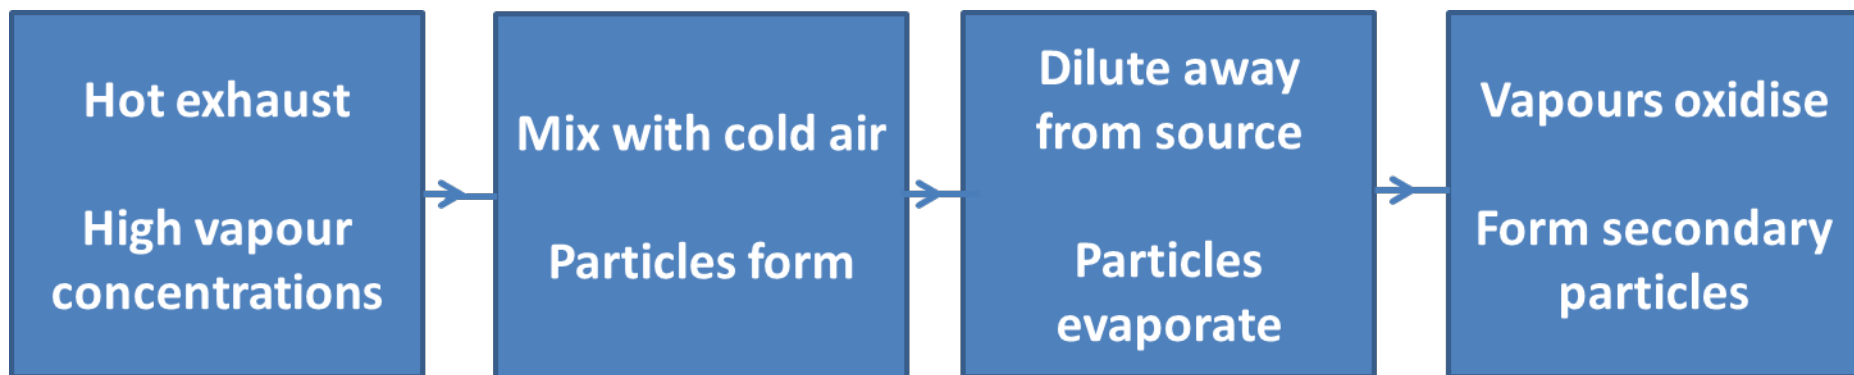 Hot exhaust
High vapour
concentrations
Mix with cold air
Particles form
Dilute away
from source
Particles
evaporate
Vapours oxidise
Form secondary
particles